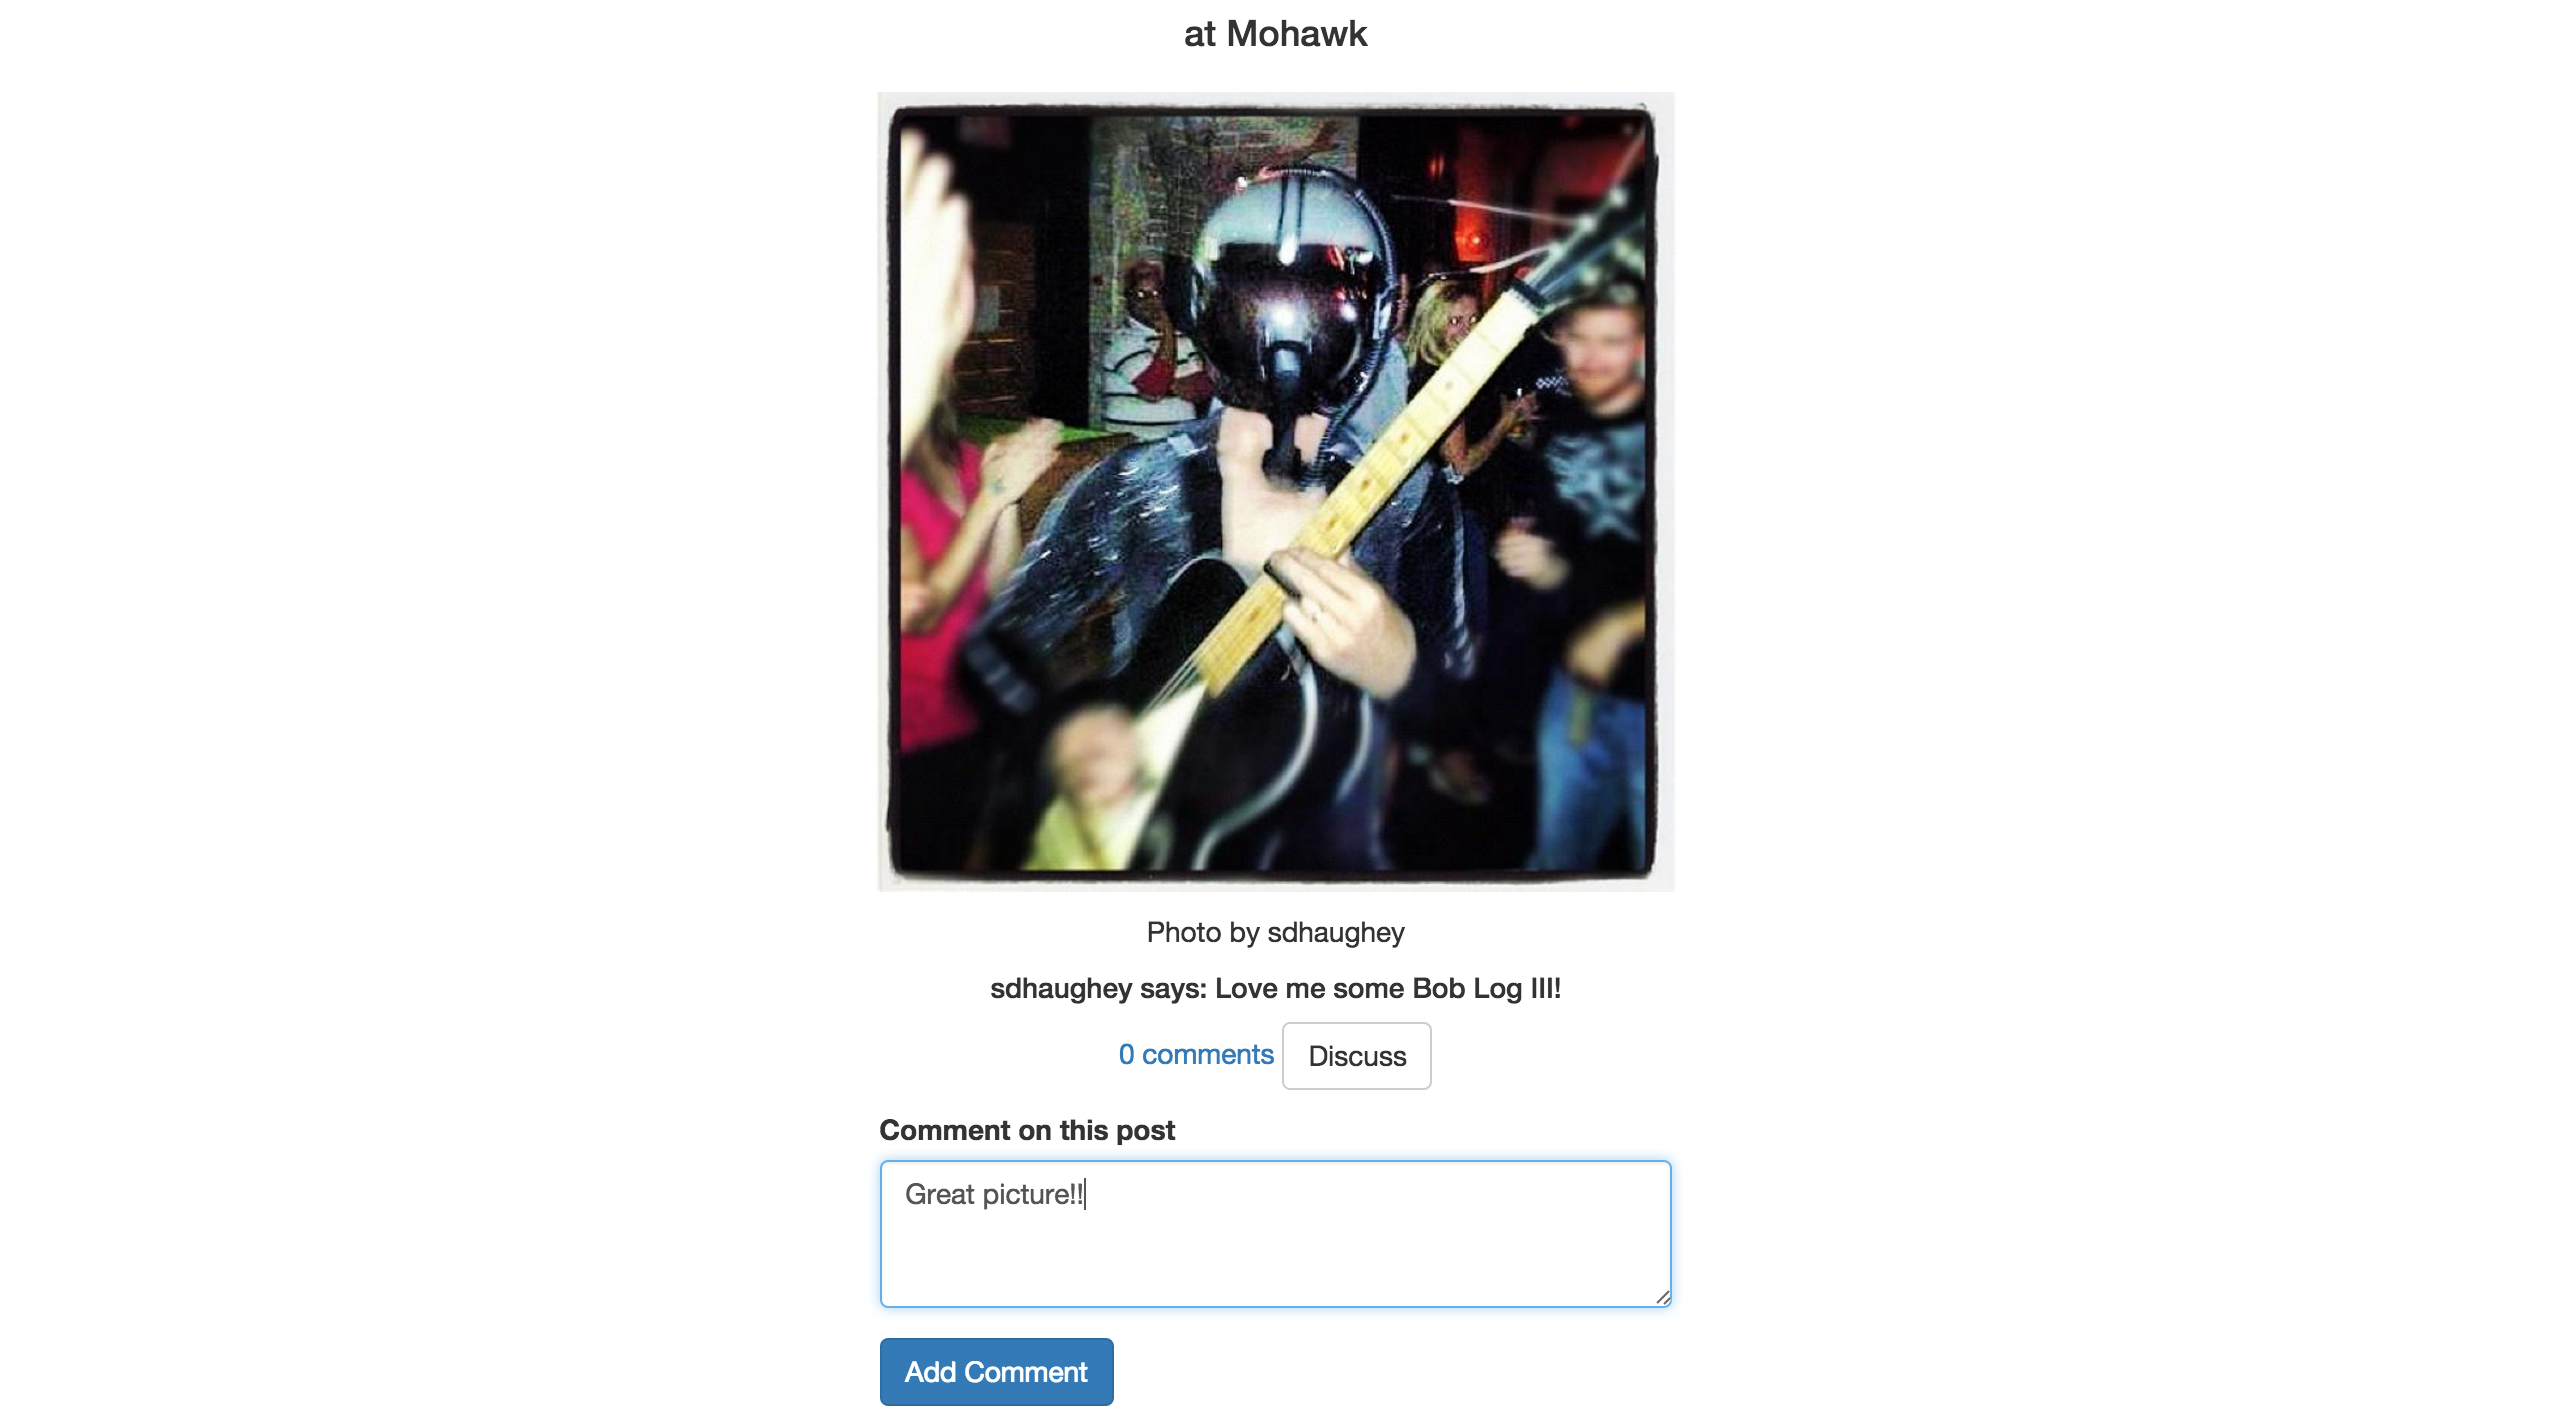 at Mohawk
Photo by sdhaughey
sdhaughey says: Love me some Bob Log III!
0 comments Discuss
Comment on this post
Great picture!!
Add Comment